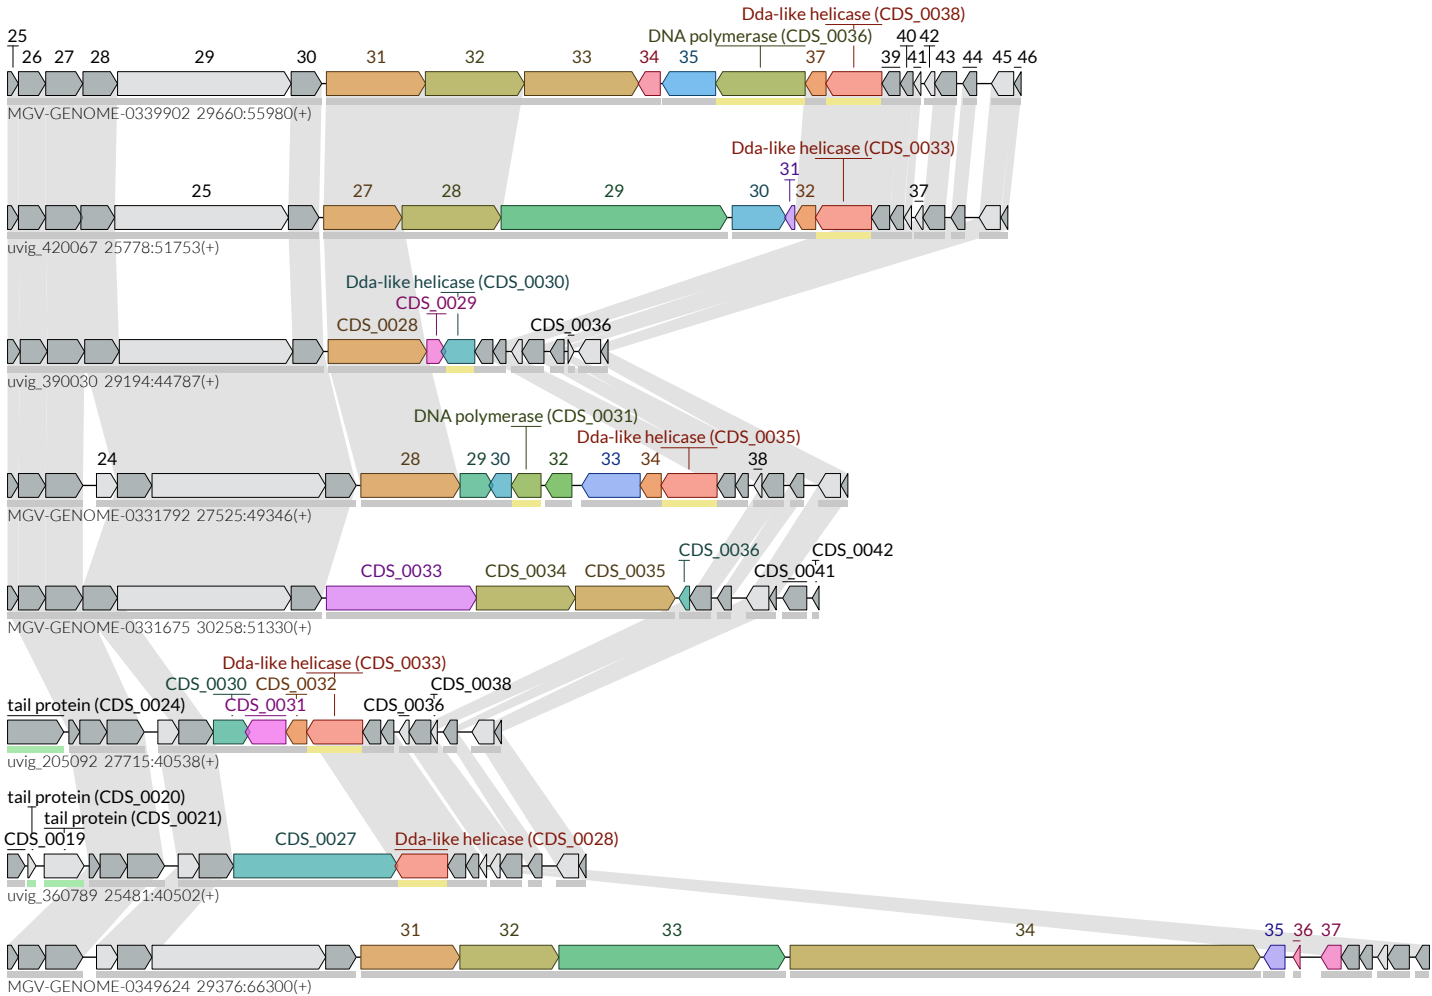 Dda-like helicase (CDS_0038)
25 DNA polymerase (CDS_0036) 40 42
26 27 28 29 30 31 32 33 34 35 37 39 41 43 44 45 46
MGV-GENOME-0339902 29660:55980(+)
Dda-like helicase (CDS_0033)
31
25 27 28 29 30 32 37
uvig_420067 25778:51753(+)
Dda-like helicase (CDS_0030)
CDS_0029
CDS_0028 CDS_0036
uvig_390030 29194:44787(+)
DNA polymerase (CDS_0031)
Dda-like helicase (CDS_0035)
24 28 29 30 32 33 34 38
MGV-GENOME-0331792 27525:49346(+)
CDS_0036 CDS_0042
CDS_0033 CDS_0034 CDS_0035 CDS_0041
MGV-GENOME-0331675 30258:51330(+)
Dda-like helicase (CDS_0033)
CDS_0030 CDS_0032 CDS_0038
tail protein (CDS_0024) CDS_0031 CDS_0036
uvig_205092 27715:40538(+)
tail protein (CDS_0020)
tail protein (CDS_0021)
CDS_0019 CDS_0027 Dda-like helicase (CDS_0028)
uvig_360789 25481:40502(+)
31 32 33 34 35 36 37
MGV-GENOME-0349624 29376:66300(+)